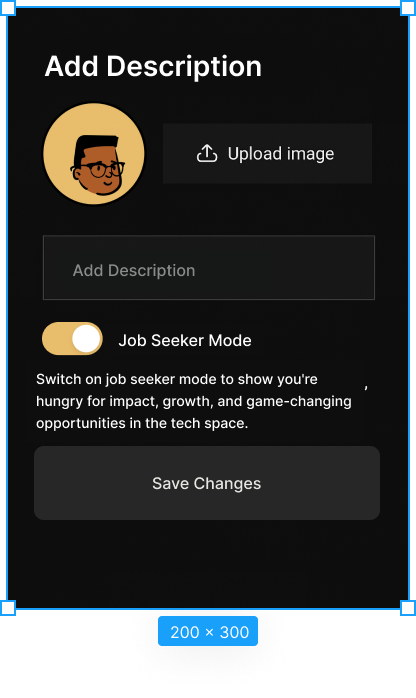 Add Description
Upload image
Add Description
Job Seeker Mode
Switch on job seeker mode to show you're
,
hungry for impact, growth, and game-changing
opportunities in the tech space.
Save Changes
200 × 300